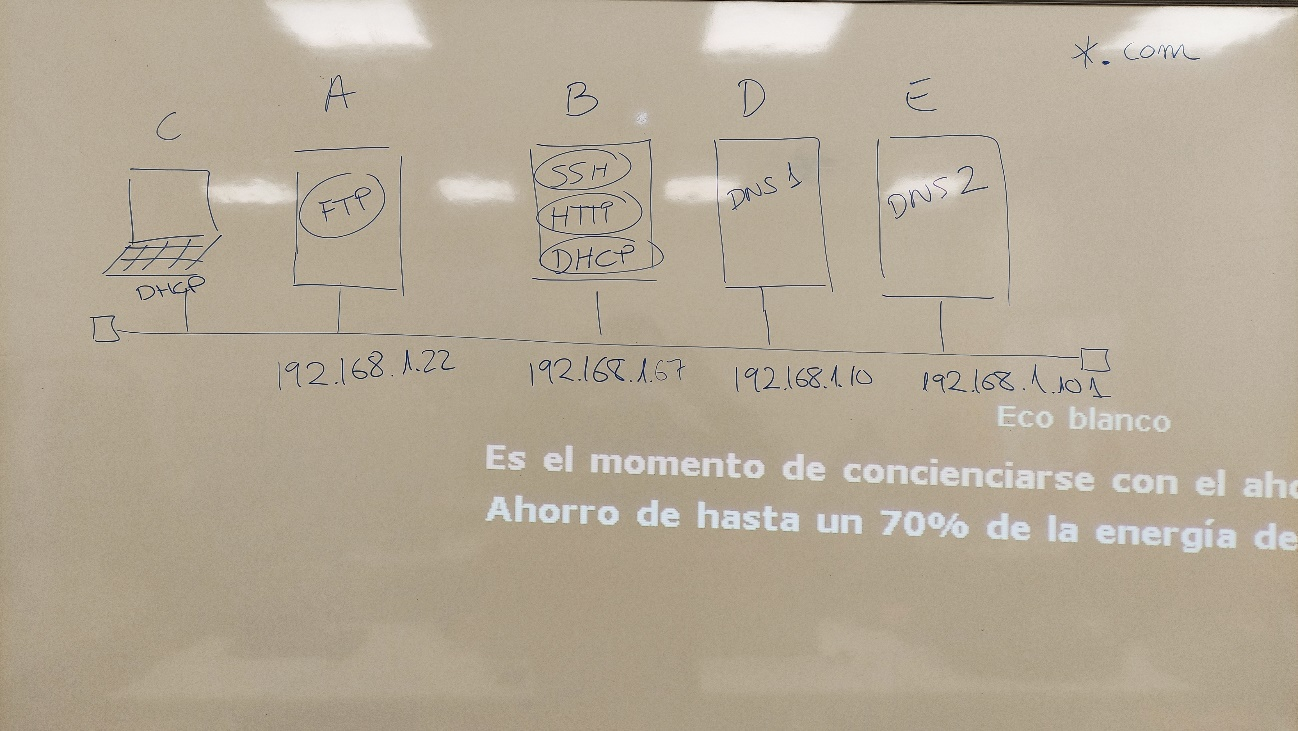 *.com
C A B D E
FTP
SSH
HTTP
DHCP
DNS 1
DNS 2
DHCP
192.168.1.22 192.168.1.67 192.168.1.10 192.168.1.101
Eco blanco
Es el momento de concienciarse con el aho
Ahorro de hasta un 70% de la energía de